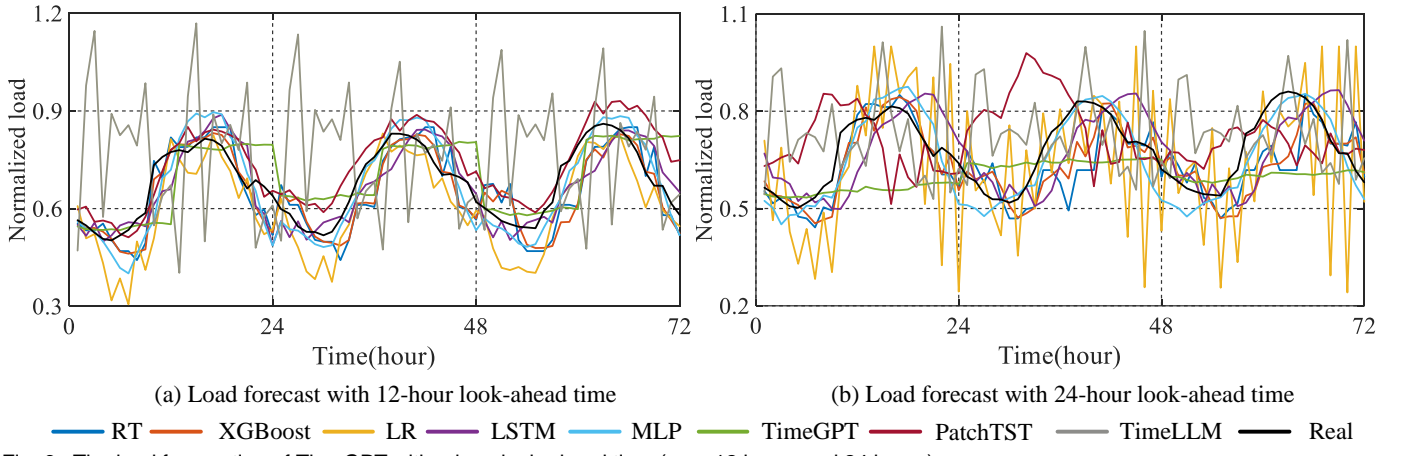 1.2
0.9
0.6
0.3
0
24
48
72
Normalized load
Time(hour)
(a) Load forecast with 12-hour look-ahead time
1.1
0.8
0.5
0.2
0
24
48
72
Normalized load
Time(hour)
(b) Load forecast with 24-hour look-ahead time
RT XGBoost LR LSTM MLP TimeGPT PatchTST TimeLLM Real